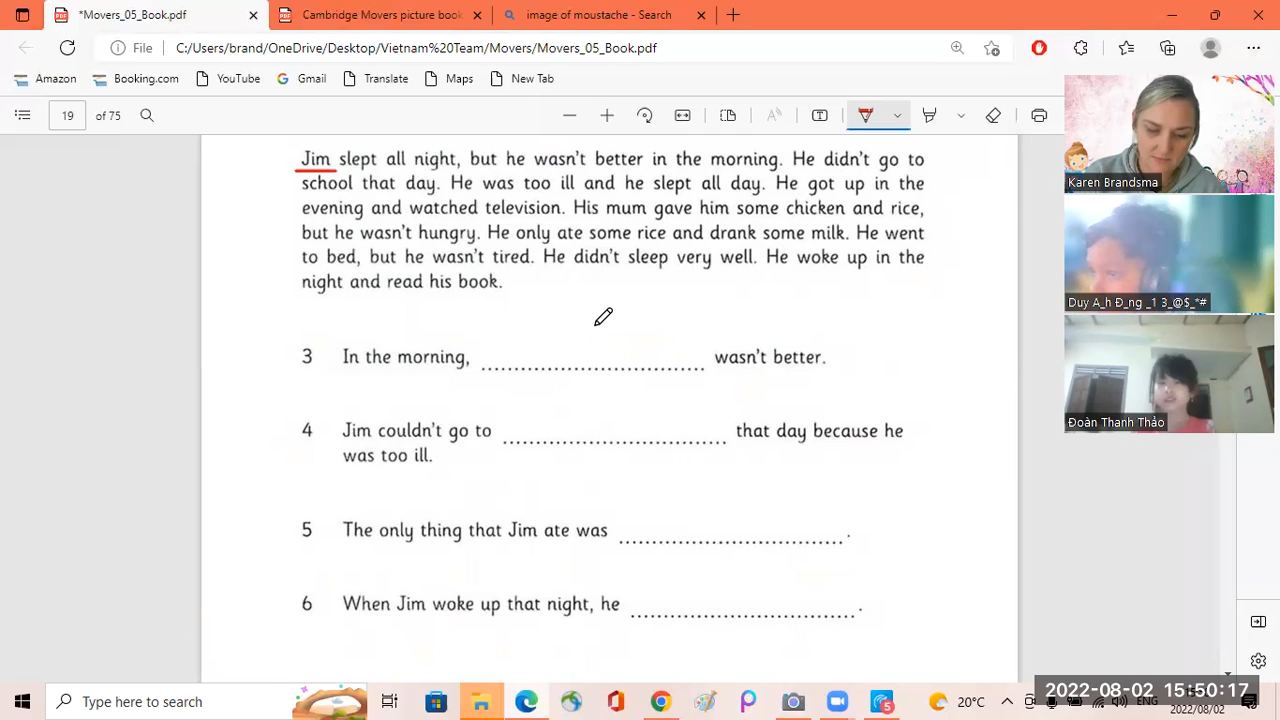 *Movers_05_Book.pdf
Cambridge Movers picture book
image of moustache - Search
File
C:/Users/brand/OneDrive/Desktop/Vietnam%20Team/Movers/Movers_05_Book.pdf
Amazon
Booking.com
YouTube
Gmail
Translate
Maps
New Tab
19 of 75
Jim slept all night, but he wasn't better in the morning. He didn't go to
school that day. He was too ill and he slept all day. He got up in the
evening and watched television. His mum gave him some chicken and rice,
but he wasn't hungry. He only ate some rice and drank some milk. He went
to bed, but he wasn't tired. He didn't sleep very well. He woke up in the
night and read his book.
3 In the morning, .................................. wasn't better.
4 Jim couldn't go to .................................. that day because he
was too ill.
5 The only thing that Jim ate was .................................. .
6 When Jim woke up that night, he .................................. .
Karen Brandsma
Duy A_h Đ_ng _1 3_@$_*#
Đoàn Thanh Thảo
Type here to search
5
20°C
ENG
2022-08-02 15:50:17
2022/08/02